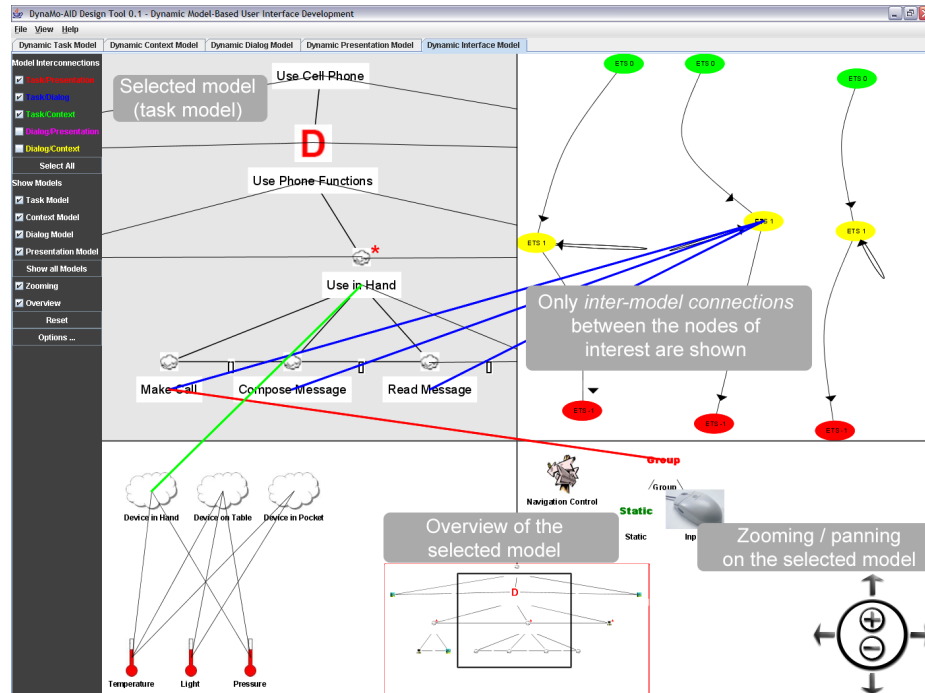 DynaMo-AID Design Tool 0.1 - Dynamic Model-Based User Interface Development
File View Help
Dynamic Task Model
Dynamic Context Model
Dynamic Dialog Model
Dynamic Presentation Model
Dynamic Interface Model
Model Interconnections
Task/Presentation
Task/Dialog
Task/Context
Dialog/Presentation
Dialog/Context
Select All
Show Models
Task Model
Context Model
Dialog Model
Presentation Model
Show all Models
Zooming
Overview
Reset
Options ...
Use Cell Phone
Selected model
(task model)
D
Use Phone Functions
*
Use in Hand
Make Call
Compose Message
Read Message
ETS 0
ETS 0
ETS 0
ETS 1
ETS 1
ETS 1
Only inter-model connections
between the nodes of
interest are shown
ETS -1
ETS -1
ETS -1
Device in Hand
Device on Table
Device in Pocket
Temperature
Light
Pressure
Group
Navigation Control
Group
Static
Static
Inp
Overview of the
selected model
D
Zooming / panning
on the selected model